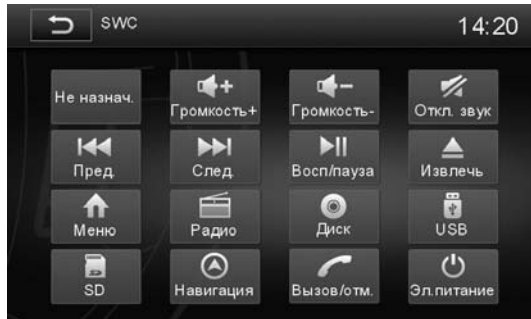 SWC 14:20
Не назнач. Громкость+ Громкость- Откл. звук
Пред. След. Восп/пауза Извлечь
Меню Радио Диск USB
SD Навигация Вызов/отм. Эл.питание